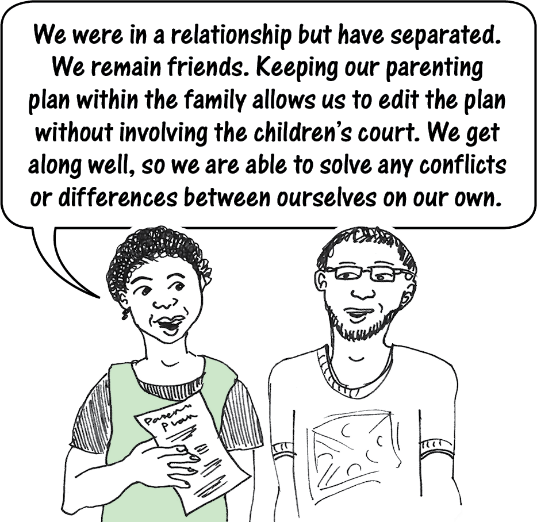 We were in a relationship but have separated.
We remain friends. Keeping our parenting
plan within the family allows us to edit the plan
without involving the children's court. We get
along well, so we are able to solve any conflicts
or differences between ourselves on our own.
Parent
Plan